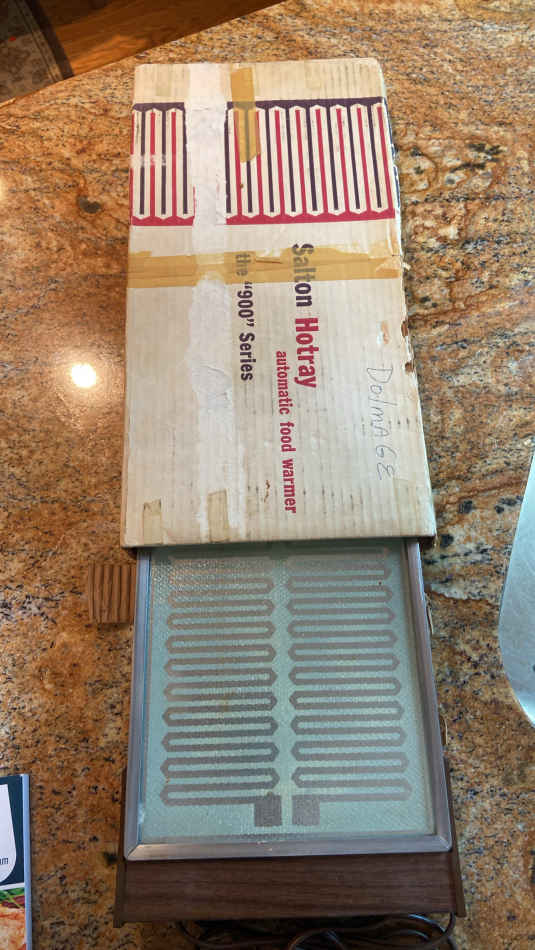 Salton Hotray
automatic food warmer
the "900" Series
DolmAGE